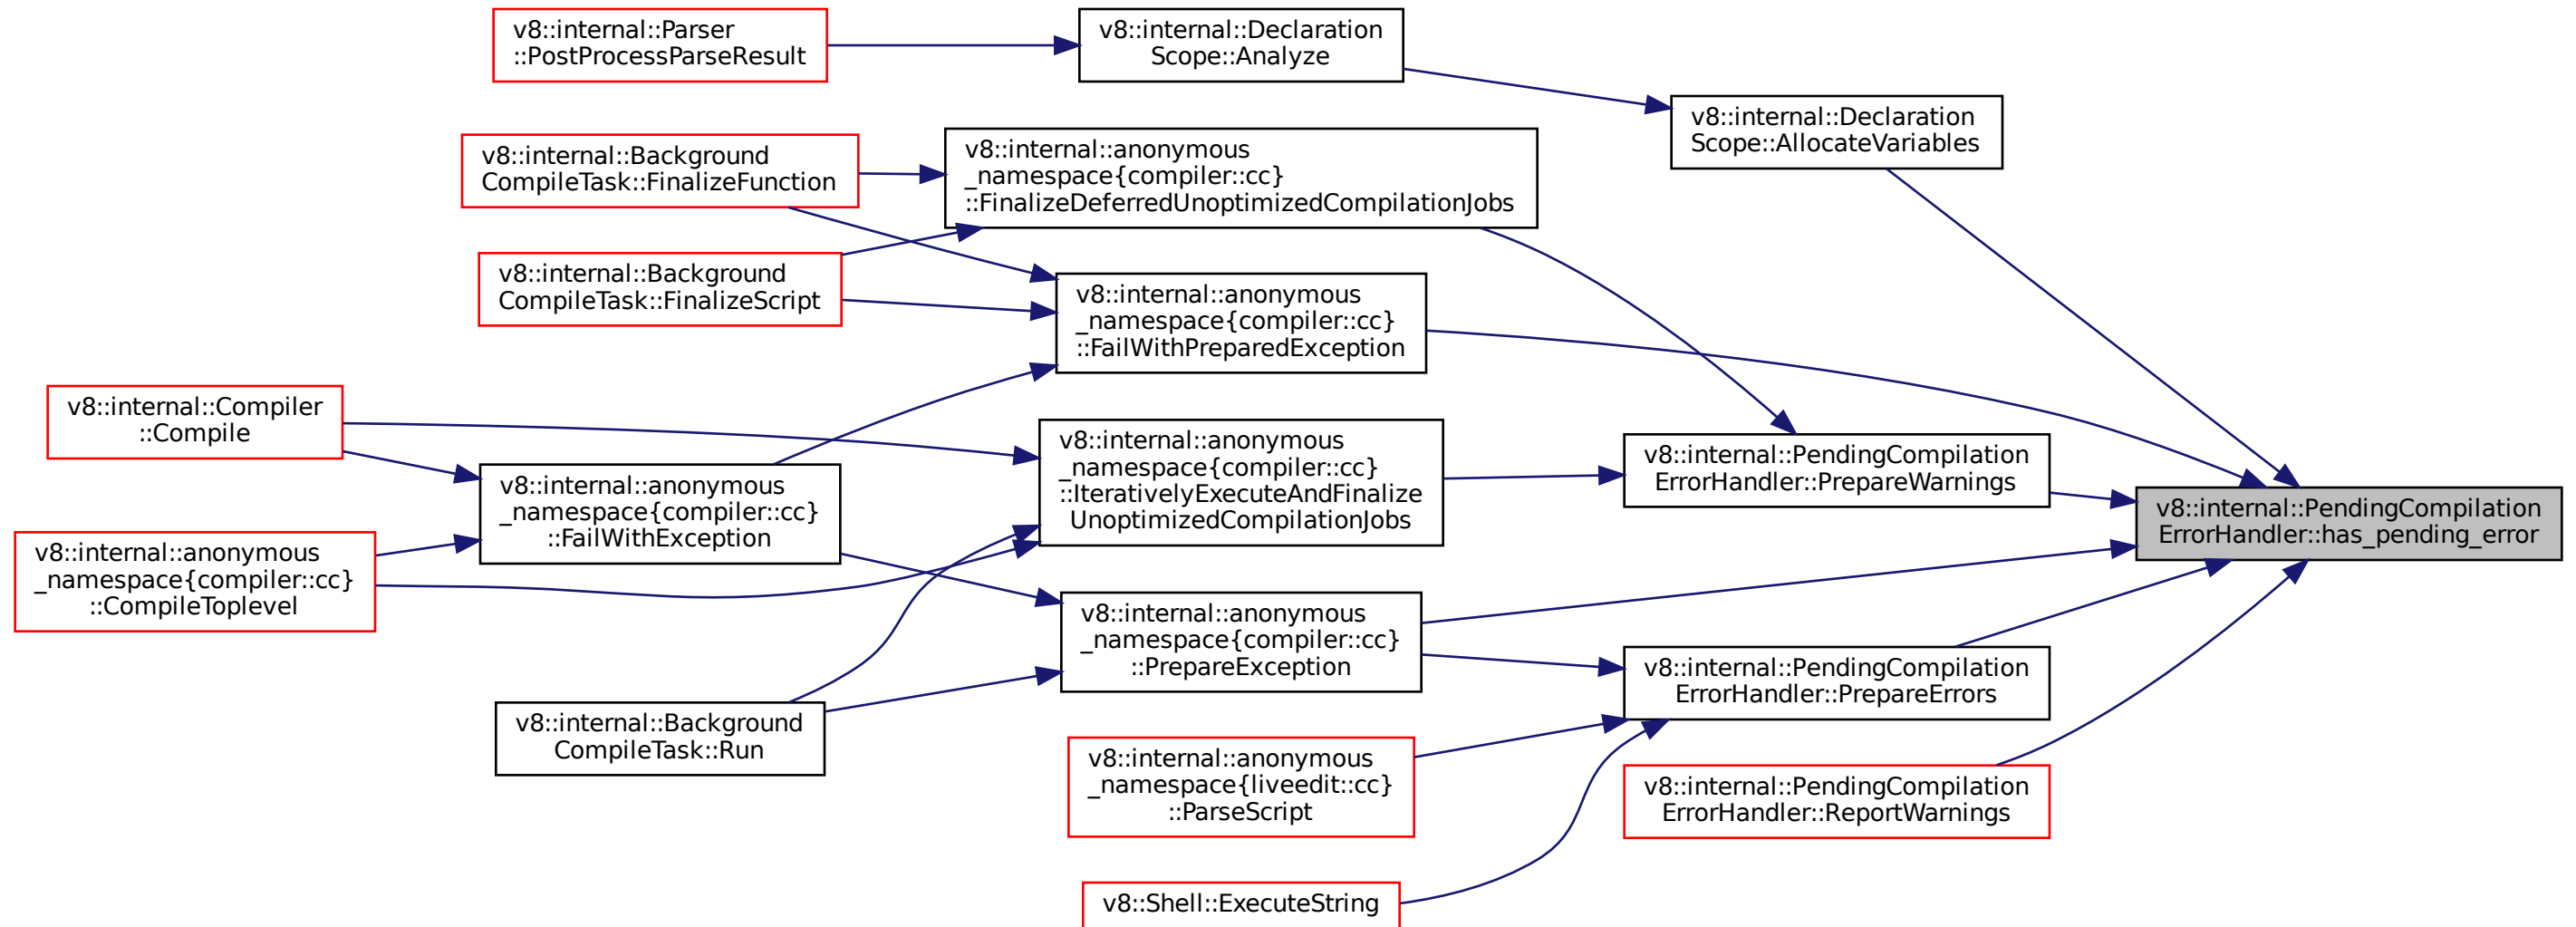 v8::internal::Parser
::PostProcessParseResult
v8::internal::Declaration
Scope::Analyze
v8::internal::Declaration
Scope::AllocateVariables
v8::internal::Background
CompileTask::FinalizeFunction
v8::internal::anonymous
_namespace{compiler::cc}
::FinalizeDeferredUnoptimizedCompilationJobs
v8::internal::Background
CompileTask::FinalizeScript
v8::internal::anonymous
_namespace{compiler::cc}
::FailWithPreparedException
v8::internal::Compiler
::Compile
v8::internal::anonymous
_namespace{compiler::cc}
::IterativelyExecuteAndFinalize
UnoptimizedCompilationJobs
v8::internal::PendingCompilation
ErrorHandler::PrepareWarnings
v8::internal::anonymous
_namespace{compiler::cc}
::FailWithException
v8::internal::PendingCompilation
ErrorHandler::has_pending_error
v8::internal::anonymous
_namespace{compiler::cc}
::CompileToplevel
v8::internal::anonymous
_namespace{compiler::cc}
::PrepareException
v8::internal::PendingCompilation
ErrorHandler::PrepareErrors
v8::internal::Background
CompileTask::Run
v8::internal::anonymous
_namespace{liveedit::cc}
::ParseScript
v8::internal::PendingCompilation
ErrorHandler::ReportWarnings
v8::Shell::ExecuteString